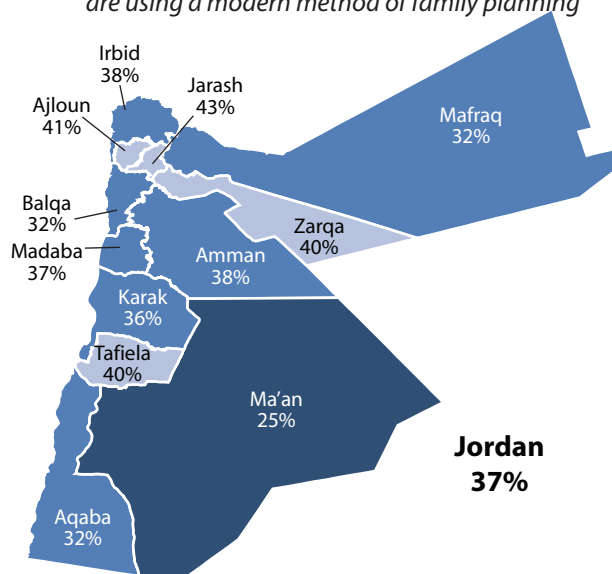 are using a modern method of family planning
Irbid
38%
Jarash
43%
Ajloun
41%
Mafraq
32%
Balqa
32%
Zarqa
40%
Madaba
37%
Amman
38%
Karak
36%
Tafiela
40%
Ma’an
25%
Jordan
37%
Aqaba
32%